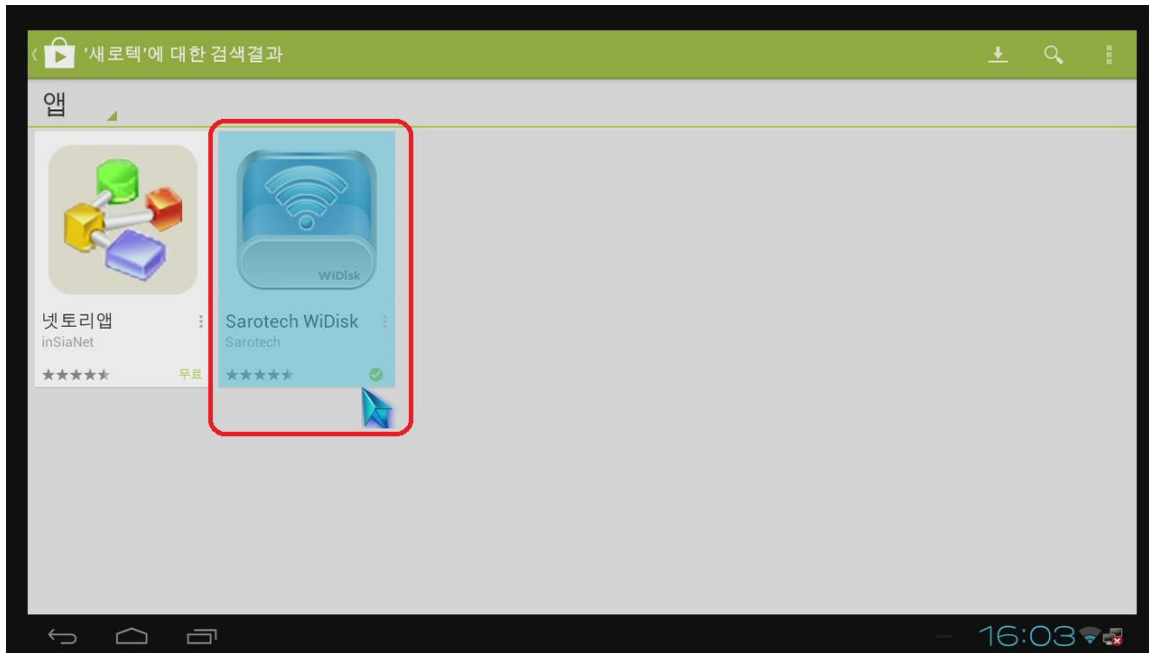 '새로텍'에 대한 검색결과
앱
WiDisk
넷토리앱
inSiaNet
무료
Sarotech WiDisk
Sarotech
16:03